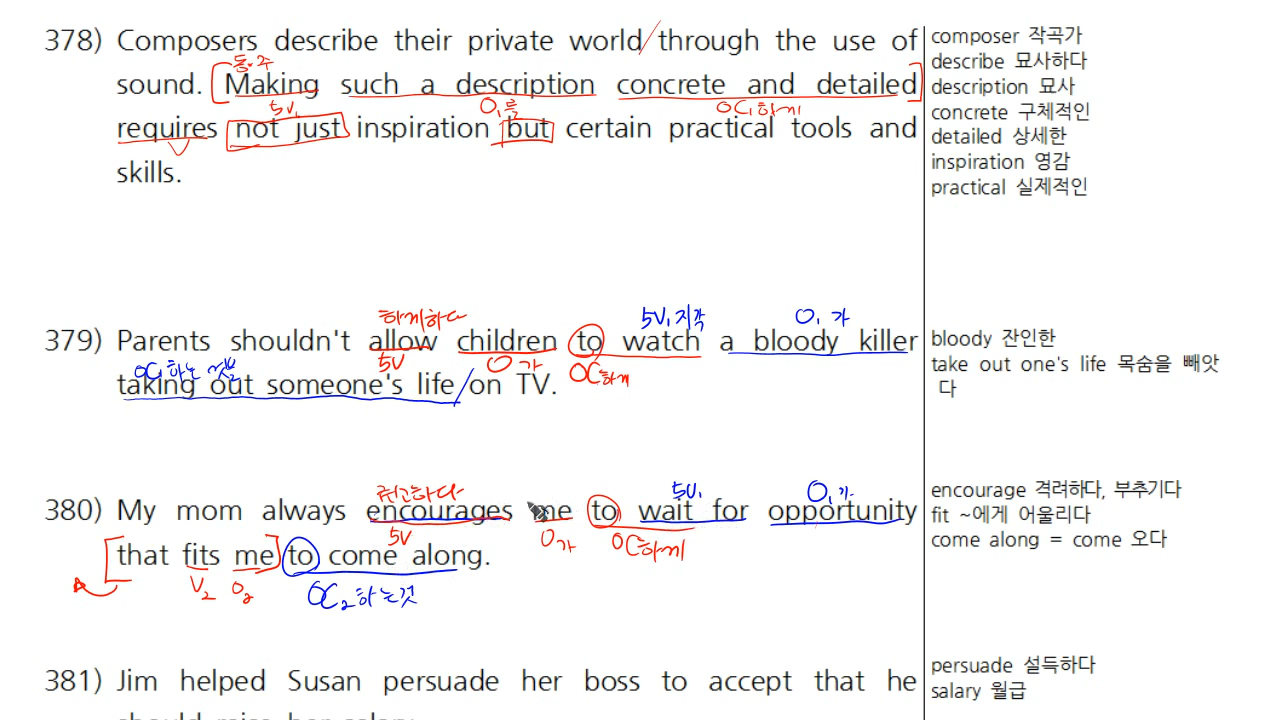 378) Composers describe their private world / through the use of
동·주
sound. [Making such a description concrete and detailed]
5V, O,를 OC,하게
requires not just inspiration but certain practical tools and
V
skills.
composer 작곡가
describe 묘사하다
description 묘사
concrete 구체적인
detailed 상세한
inspiration 영감
practical 실제적인
하게하다 5V,지각 O,가
379) Parents shouldn't allow children to watch a bloody killer
5V O가 OC하게
taking out someone's life / on TV.
bloody 잔인한
take out one's life 목숨을 빼앗
다
권고하다 5V, O,가
380) My mom always encourages me to wait for opportunity
5V O가 OC하게
[that fits me] to come along.
V2 O2 OC2하는것
encourage 격려하다, 부추기다
fit ~에게 어울리다
come along = come 오다
381) Jim helped Susan persuade her boss to accept that he
persuade 설득하다
salary 월급